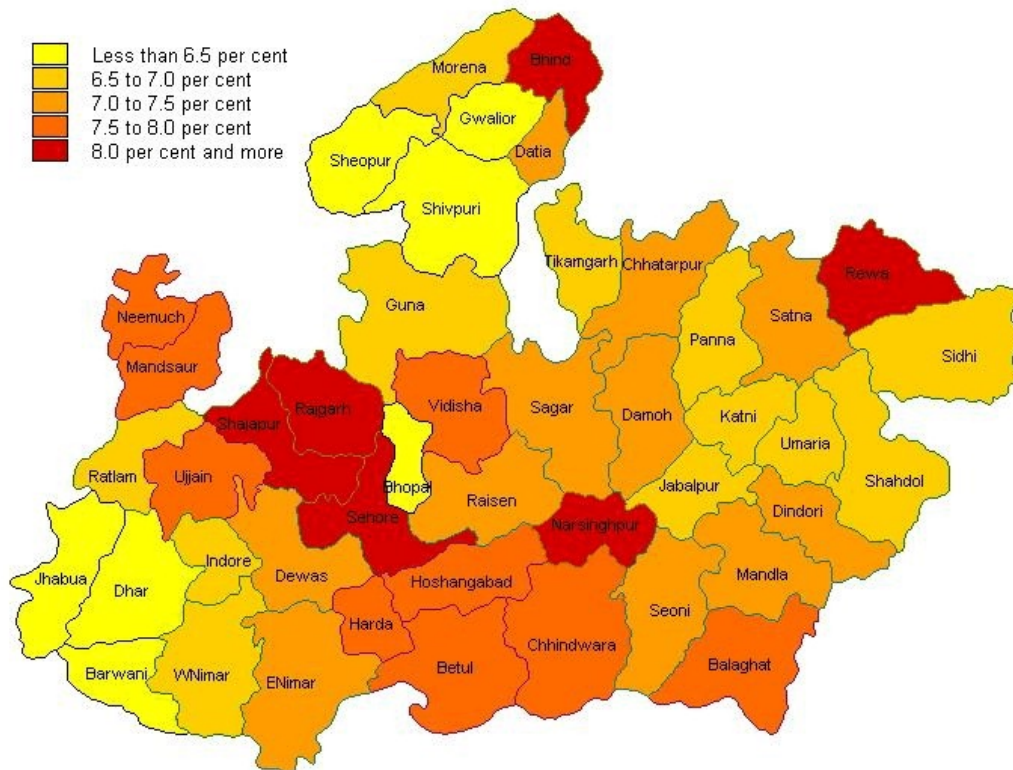 Less than 6.5 per cent
6.5 to 7.0 per cent
7.0 to 7.5 per cent
7.5 to 8.0 per cent
8.0 per cent and more
Morena
Bhind
Gwalior
Datia
Sheopur
Shivpuri
Tikamgarh
Chhatarpur
Rewa
Guna
Panna
Satna
Sidhi
Neemuch
Mandsaur
Rajgarh
Shajapur
Vidisha
Sagar
Damoh
Katni
Umaria
Shahdol
Ratlam
Ujjain
Bhopal
Raisen
Jabalpur
Sehore
Narsinghpur
Dindori
Indore
Dewas
Hoshangabad
Mandla
Jhabua
Dhar
Harda
Seoni
Barwani
WNimar
ENimar
Betul
Chhindwara
Balaghat